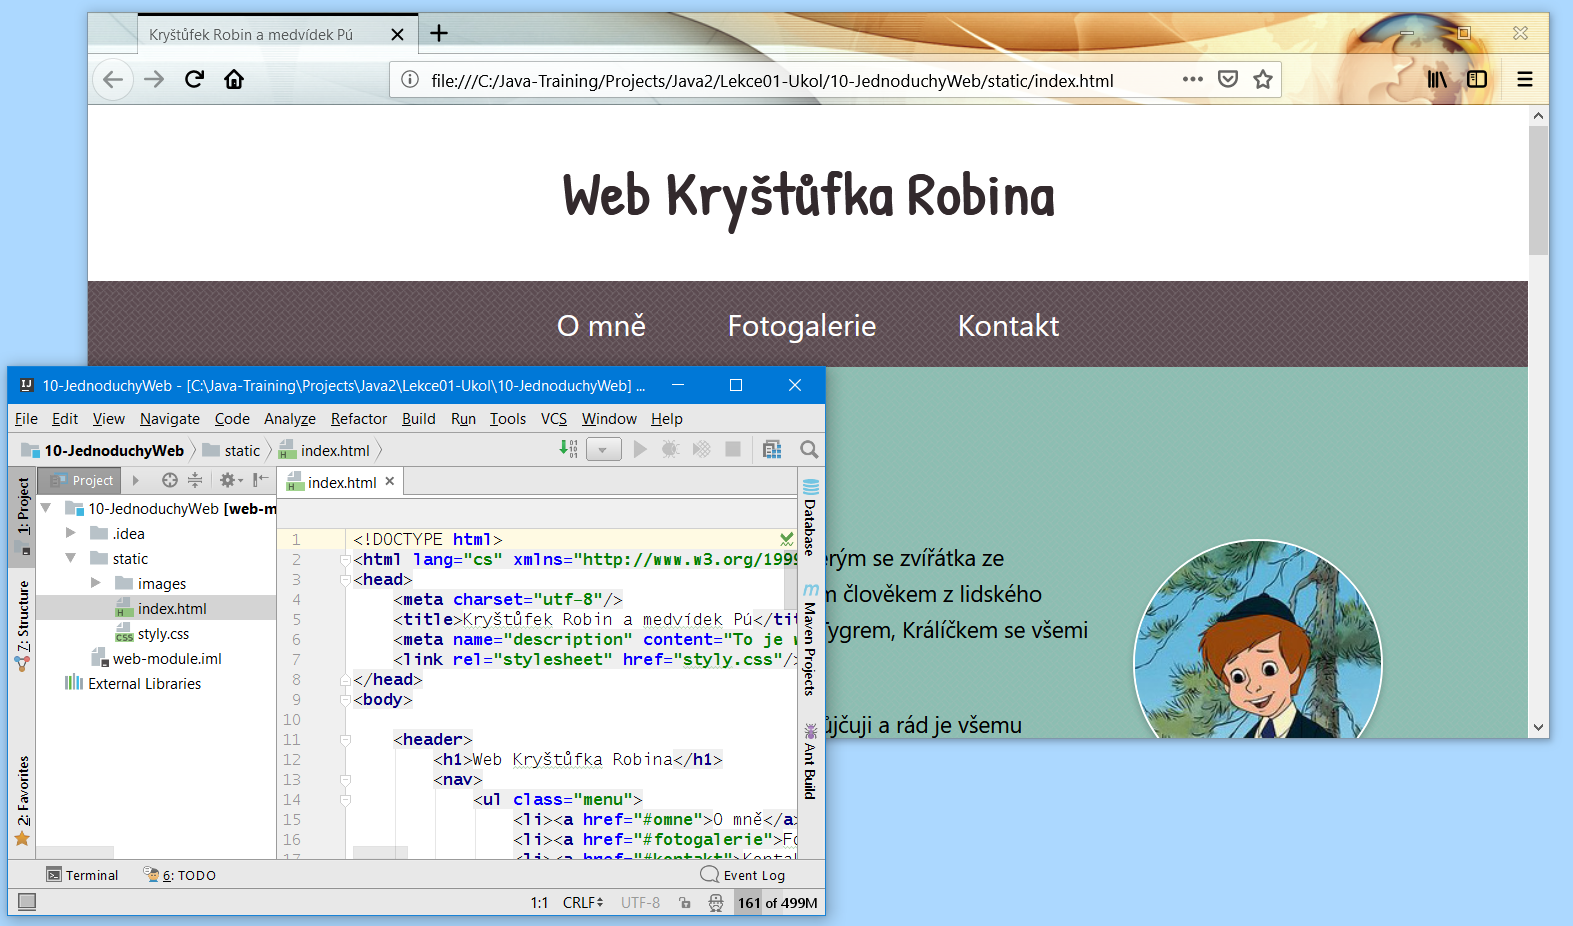 Kryštůfek Robin a medvídek Pú
file:///C:/Java-Training/Projects/Java2/Lekce01-Ukol/10-JednoduchyWeb/static/index.html
Web Kryštůfka Robina
O mně Fotogalerie Kontakt
erým se zvířátka ze
m člověkem z lidského
Tygrem, Králíčkem se všemi
ůjčuji a rád je všemu
10-JednoduchyWeb - [C:\Java-Training\Projects\Java2\Lekce01-Ukol\10-JednoduchyWeb] ...
File Edit View Navigate Code Analyze Refactor Build Run Tools VCS Window Help
10-JednoduchyWeb static index.html
Project
index.html
1: Project
7: Structure
2: Favorites
10-JednoduchyWeb [web-m
.idea
static
images
index.html
styly.css
web-module.iml
External Libraries
1 <!DOCTYPE html>
2 <html lang="cs" xmlns="http://www.w3.org/1999
3 <head>
4 <meta charset="utf-8"/>
5 <title>Kryštůfek Robin a medvídek Pú</tit
6 <meta name="description" content="To je v
7 <link rel="stylesheet" href="styly.css"/>
8 </head>
9 <body>
10
11 <header>
12 <h1>Web Kryštůfka Robina</h1>
13 <nav>
14 <ul class="menu">
15 <li><a href="#omne">O mně</a>
16 <li><a href="#fotogalerie">Fo
17 <li><a href="#kontakt">Kontal
Database
Maven Projects
Ant Build
Terminal 6: TODO Event Log
1:1 CRLF UTF-8 161 of 499M